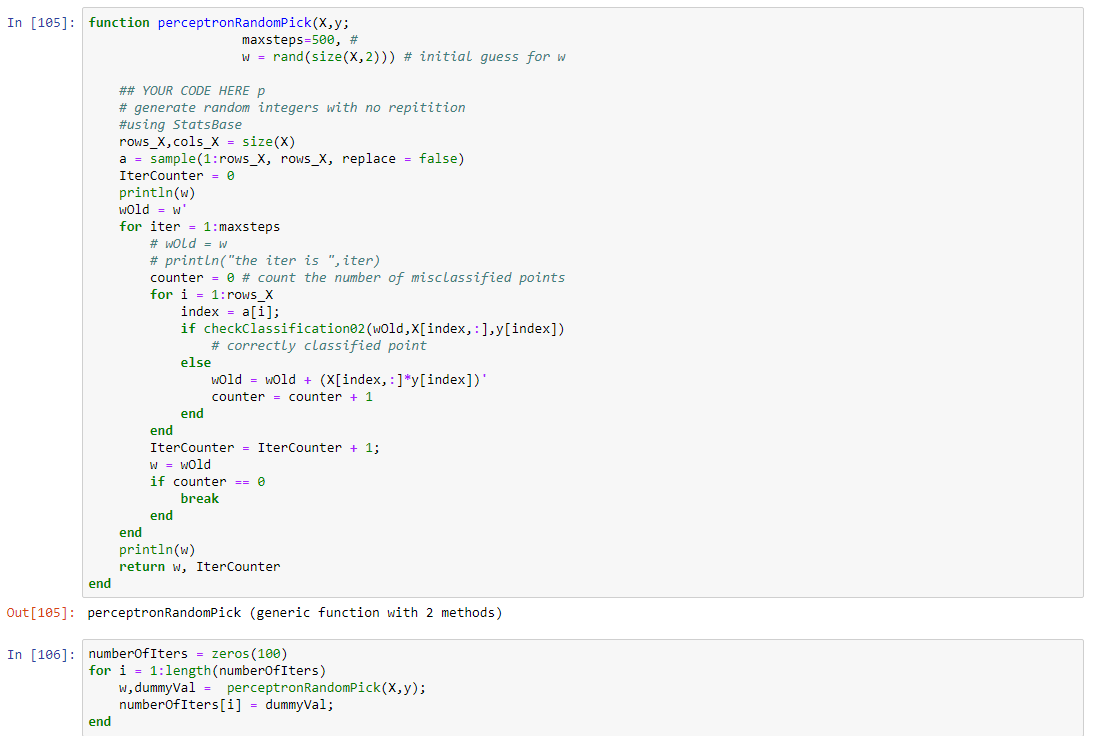 In [105]: function perceptronRandomPick(X,y;
maxsteps=500, #
w = rand(size(X,2))) # initial guess for w
## YOUR CODE HERE p
# generate random integers with no repitition
#using StatsBase
rows_X,cols_X = size(X)
a = sample(1:rows_X, rows_X, replace = false)
IterCounter = 0
println(w)
wOld = w'
for iter = 1:maxsteps
# wOld = w
# println("the iter is ",iter)
counter = 0 # count the number of misclassified points
for i = 1:rows_X
index = a[i];
if checkClassification02(wOld,X[index,:],y[index])
# correctly classified point
else
wOld = wOld + (X[index,:]*y[index])'
counter = counter + 1
end
end
IterCounter = IterCounter + 1;
w = wOld
if counter == 0
break
end
end
println(w)
return w, IterCounter
end
Out[105]: perceptronRandomPick (generic function with 2 methods)
In [106]: numberOfIters = zeros(100)
for i = 1:length(numberOfIters)
w,dummyVal =  perceptronRandomPick(X,y);
numberOfIters[i] = dummyVal;
end